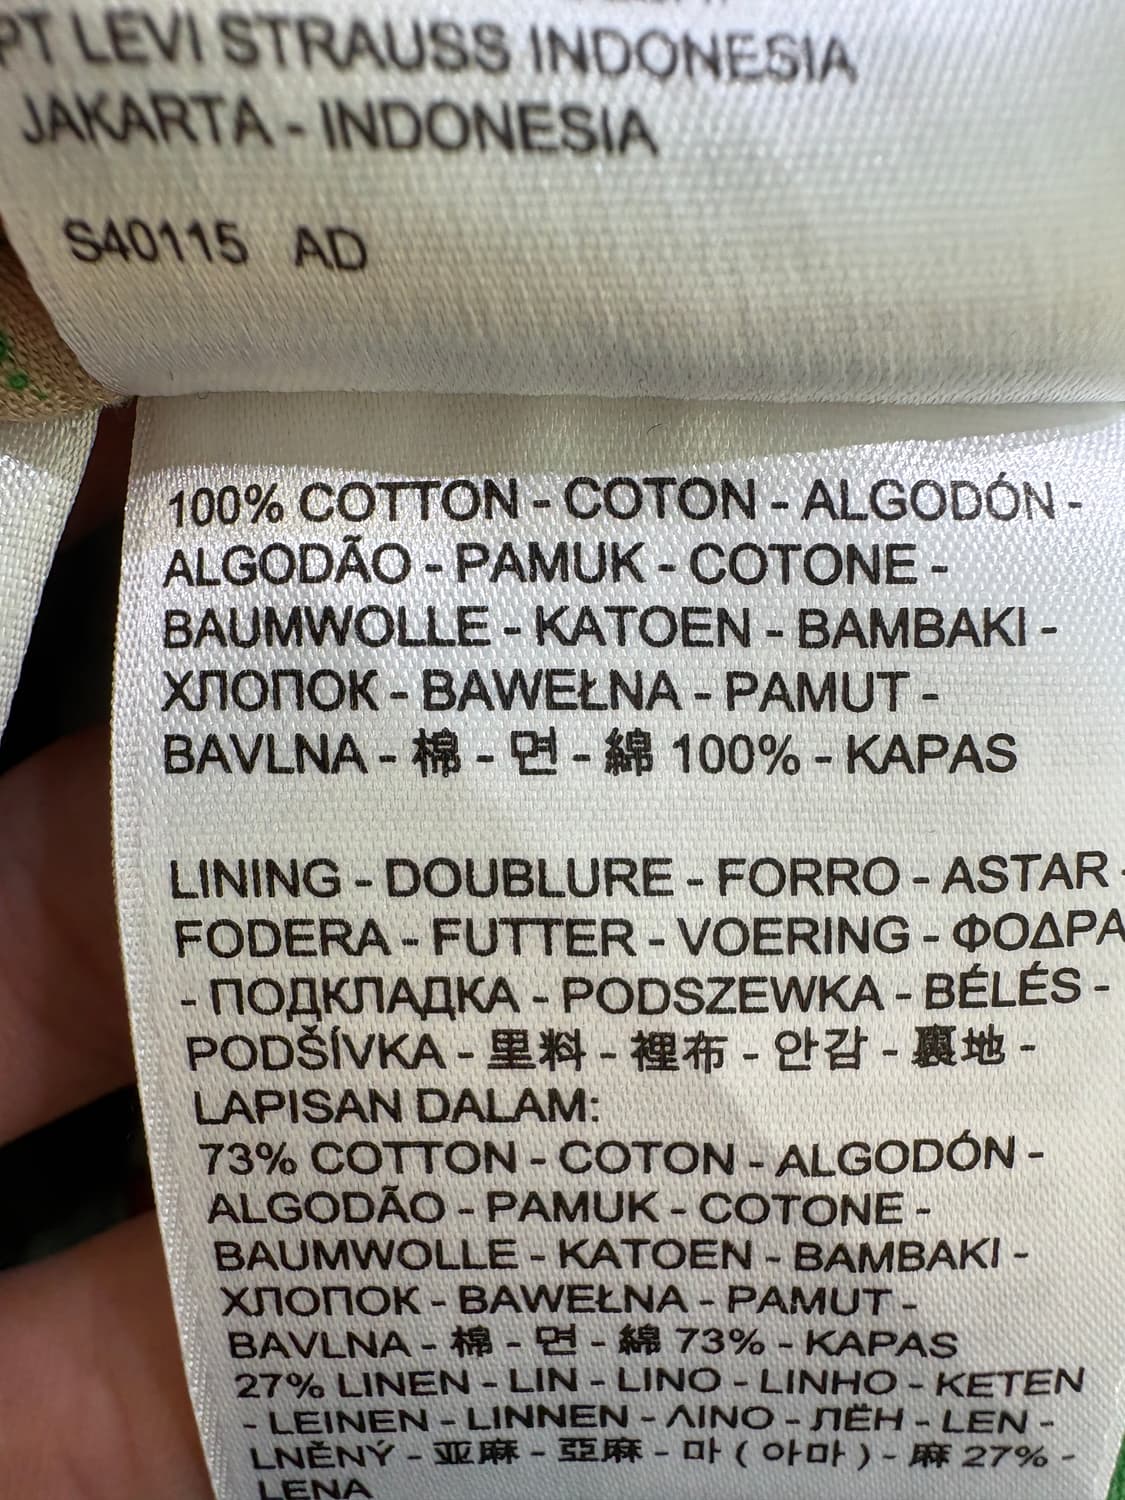 PT LEVI STRAUSS INDONESIA
JAKARTA - INDONESIA
S40115 AD
100% COTTON - COTON - ALGODÓN -
ALGODÃO - PAMUK - COTONE -
BAUMWOLLE - KATOEN - BAMBAKI -
ХЛОПОК - BAWEŁNA - PAMUT -
BAVLNA - 棉 - 면 - 綿 100% - KAPAS
LINING - DOUBLURE - FORRO - ASTAR -
FODERA - FUTTER - VOERING - ΦΟΔΡΑ
- ПОДКЛАДКА - PODSZEWKA - BÉLÉS -
PODŠÍVKA - 里料 - 裡布 - 안감 - 裏地 -
LAPISAN DALAM:
73% COTTON - COTON - ALGODÓN -
ALGODÃO - PAMUK - COTONE -
BAUMWOLLE - KATOEN - BAMBAKI -
ХЛОПОК - BAWEŁNA - PAMUT -
BAVLNA - 棉 - 면 - 綿 73% - KAPAS
27% LINEN - LIN - LINO - LINHO - KETEN
- LEINEN - LINNEN - ΛΙΝΟ - ЛЁН - LEN -
LNĚNÝ - 亚麻 - 亞麻 - 마 ( 아마 ) - 麻 27% -
LENA